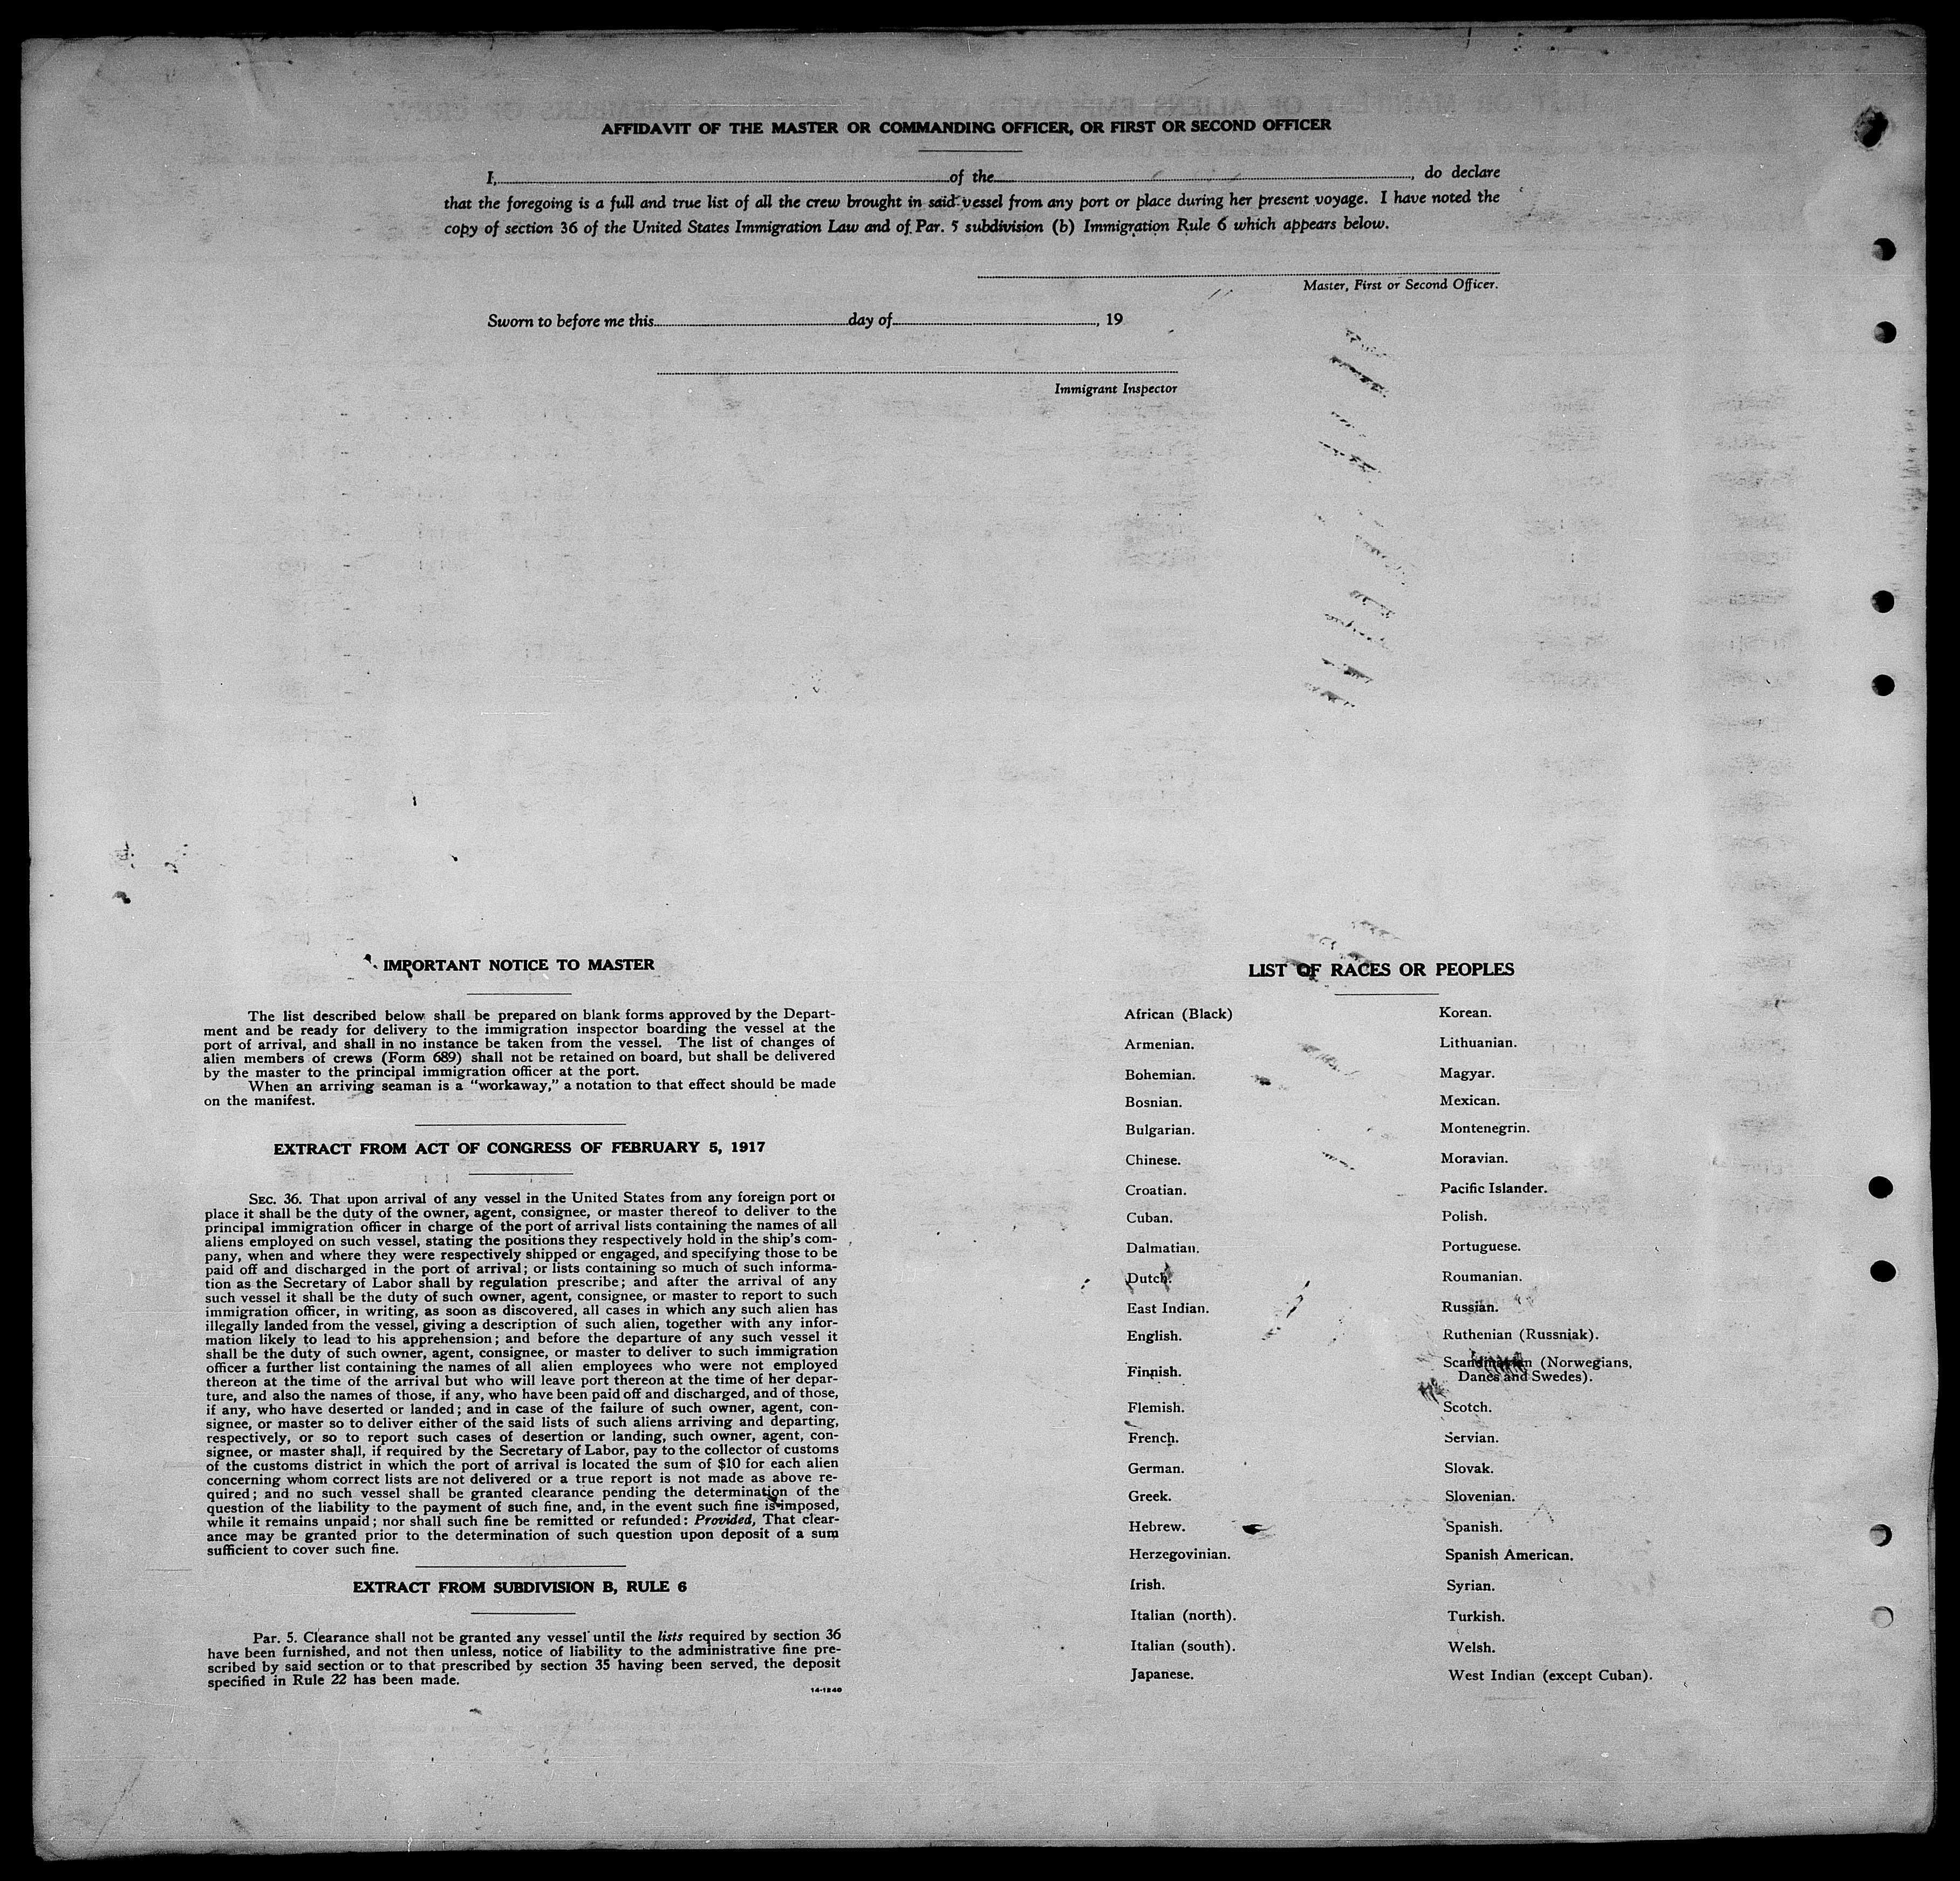 AFFIDAVIT OF THE MASTER OR COMMANDING OFFICER, OR FIRST OR SECOND OFFICER
I, of the , do declare
that the foregoing is a full and true list of all the crew brought in said vessel from any port or place during her present voyage. I have noted the
copy of section 36 of the United States Immigration Law and of Par. 5 subdivision (b) Immigration Rule 6 which appears below.
Master, First or Second Officer.
Sworn to before me this day of , 19
Immigrant Inspector
IMPORTANT NOTICE TO MASTER
The list described below shall be prepared on blank forms approved by the Depart-
ment and be ready for delivery to the immigration inspector boarding the vessel at the
port of arrival, and shall in no instance be taken from the vessel. The list of changes of
alien members of crews (Form 689) shall not be retained on board, but shall be delivered
by the master to the principal immigration officer at the port.
When an arriving seaman is a "workaway," a notation to that effect should be made
on the manifest.
EXTRACT FROM ACT OF CONGRESS OF FEBRUARY 5, 1917
SEC. 36. That upon arrival of any vessel in the United States from any foreign port or
place it shall be the duty of the owner, agent, consignee, or master thereof to deliver to the
principal immigration officer in charge of the port of arrival lists containing the names of all
aliens employed on such vessel, stating the positions they respectively hold in the ship's com-
pany, when and where they were respectively shipped or engaged, and specifying those to be
paid off and discharged in the port of arrival; or lists containing so much of such informa-
tion as the Secretary of Labor shall by regulation prescribe; and after the arrival of any
such vessel it shall be the duty of such owner, agent, consignee, or master to report to such
immigration officer, in writing, as soon as discovered, all cases in which any such alien has
illegally landed from the vessel, giving a description of such alien, together with any infor-
mation likely to lead to his apprehension; and before the departure of any such vessel it
shall be the duty of such owner, agent, consignee, or master to deliver to such immigration
officer a further list containing the names of all alien employees who were not employed
thereon at the time of the arrival but who will leave port thereon at the time of her depar-
ture, and also the names of those, if any, who have been paid off and discharged, and of those,
if any, who have deserted or landed; and in case of the failure of such owner, agent, con-
signee, or master so to deliver either of the said lists of such aliens arriving and departing,
respectively, or so to report such cases of desertion or landing, such owner, agent, con-
signee, or master shall, if required by the Secretary of Labor, pay to the collector of customs
of the customs district in which the port of arrival is located the sum of $10 for each alien
concerning whom correct lists are not delivered or a true report is not made as above re-
quired; and no such vessel shall be granted clearance pending the determination of the
question of the liability to the payment of such fine, and, in the event such fine is imposed,
while it remains unpaid; nor shall such fine be remitted or refunded: Provided, That clear-
ance may be granted prior to the determination of such question upon deposit of a sum
sufficient to cover such fine.
EXTRACT FROM SUBDIVISION B, RULE 6
Par. 5. Clearance shall not be granted any vessel until the lists required by section 36
have been furnished, and not then unless, notice of liability to the administrative fine pre-
scribed by said section or to that prescribed by section 35 having been served, the deposit
specified in Rule 22 has been made.
14-1240
LIST OF RACES OR PEOPLES
African (Black)
Armenian.
Bohemian.
Bosnian.
Bulgarian.
Chinese.
Croatian.
Cuban.
Dalmatian.
Dutch.
East Indian.
English.
Finnish.
Flemish.
French.
German.
Greek.
Hebrew.
Herzegovinian.
Irish.
Italian (north).
Italian (south).
Japanese.
Korean.
Lithuanian.
Magyar.
Mexican.
Montenegrin.
Moravian.
Pacific Islander.
Polish.
Portuguese.
Roumanian.
Russian.
Ruthenian (Russniak).
Scandinavian (Norwegians,
Danes and Swedes).
Scotch.
Servian.
Slovak.
Slovenian.
Spanish.
Spanish American.
Syrian.
Turkish.
Welsh.
West Indian (except Cuban).